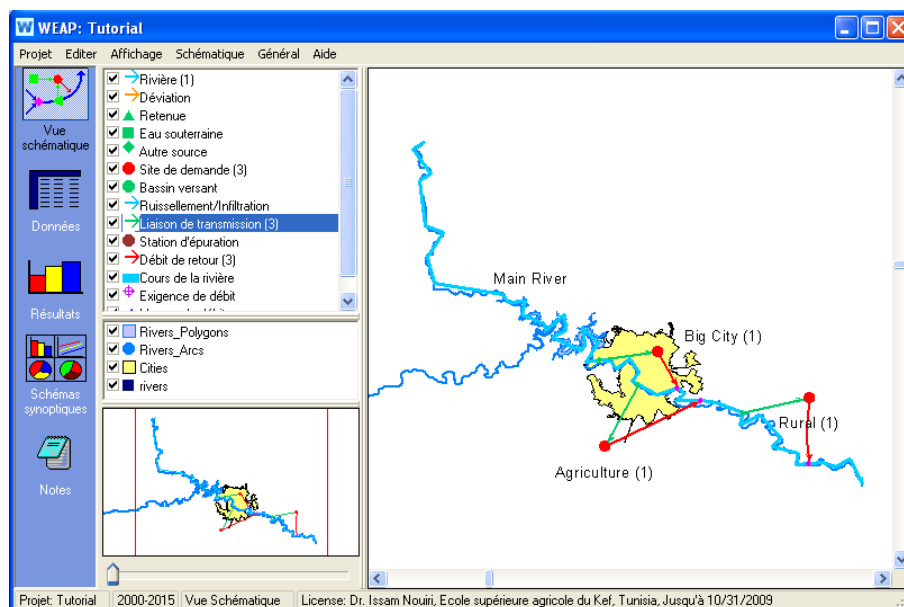 WEAP: Tutorial
Projet Editer Affichage Schématique Général Aide
Vue
schématique
Données
Résultats
Schémas
synoptiques
Notes
Rivière (1)
Déviation
Retenue
Eau souterraine
Autre source
Site de demande (3)
Bassin versant
Ruissellement/Infiltration
Liaison de transmission (3)
Station d'épuration
Débit de retour (3)
Cours de la rivière
Exigence de débit
Rivers_Polygons
Rivers_Arcs
Cities
rivers
Main River
Big City (1)
Rural (1)
Agriculture (1)
Projet: Tutorial 2000-2015 Vue Schématique License: Dr. Issam Nouiri, Ecole supérieure agricole du Kef, Tunisia, Jusqu'à 10/31/2009